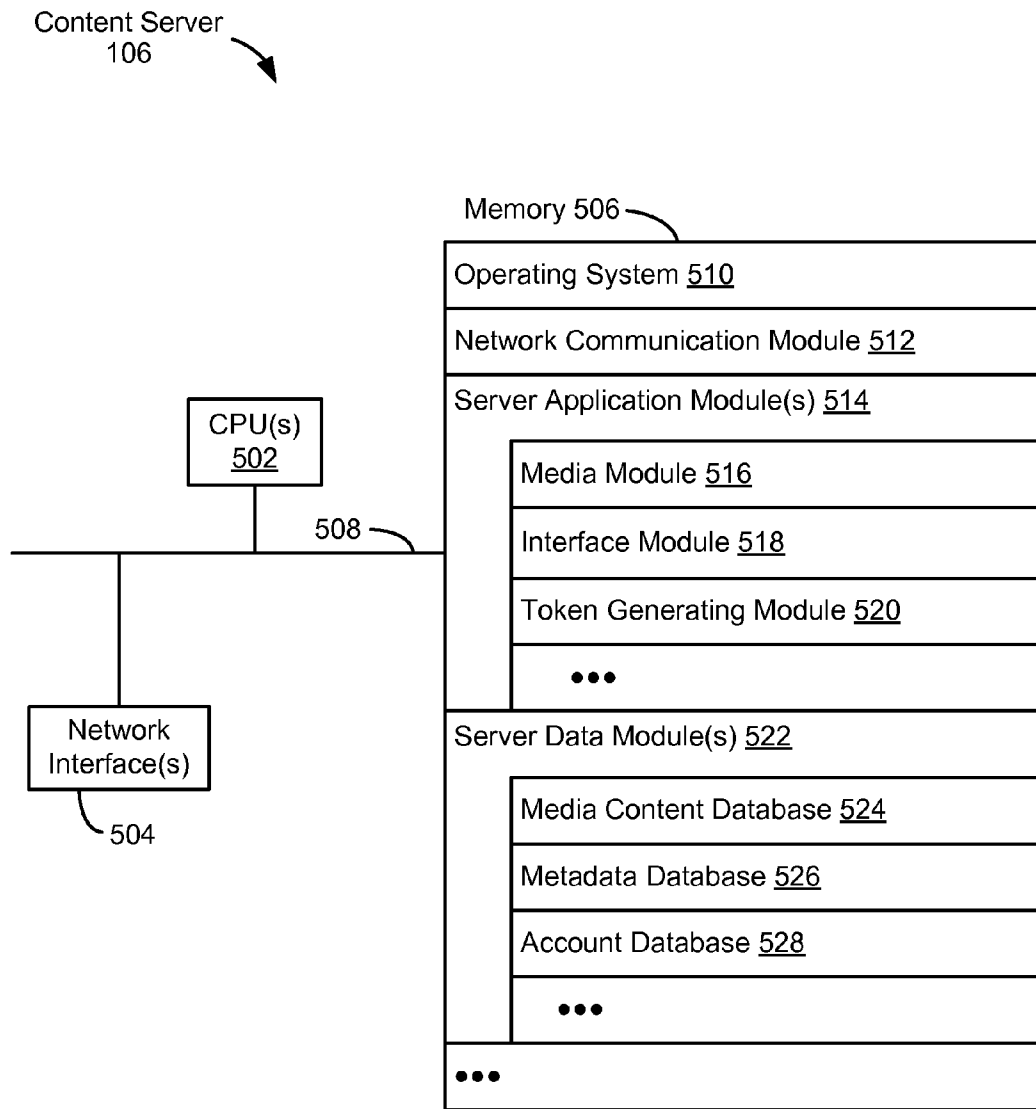 Content Server
106
Memory 506
Operating System 510
Network Communication Module 512
Server Application Module(s) 514
CPU(s)
502
Media Module 516
508
Interface Module 518
Token Generating Module 520
•••
Network
Interface(s)
504
Server Data Module(s) 522
Media Content Database 524
Metadata Database 526
Account Database 528
•••
•••